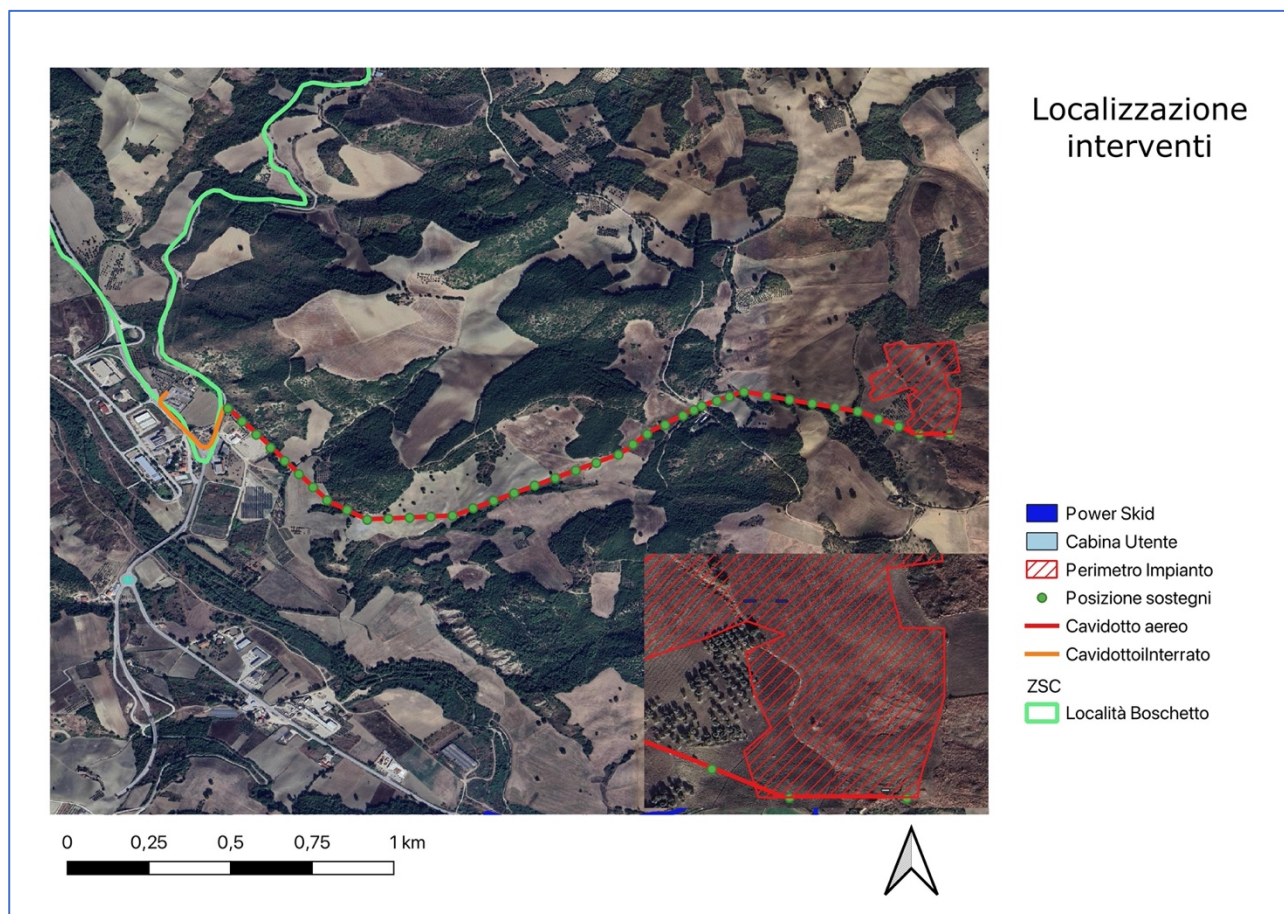 Localizzazione
interventi
Power Skid
Cabina Utente
Perimetro Impianto
Posizione sostegni
Cavidotto aereo
CavidottoiInterrato
ZSC
Località Boschetto
0 0,25 0,5 0,75 1 km